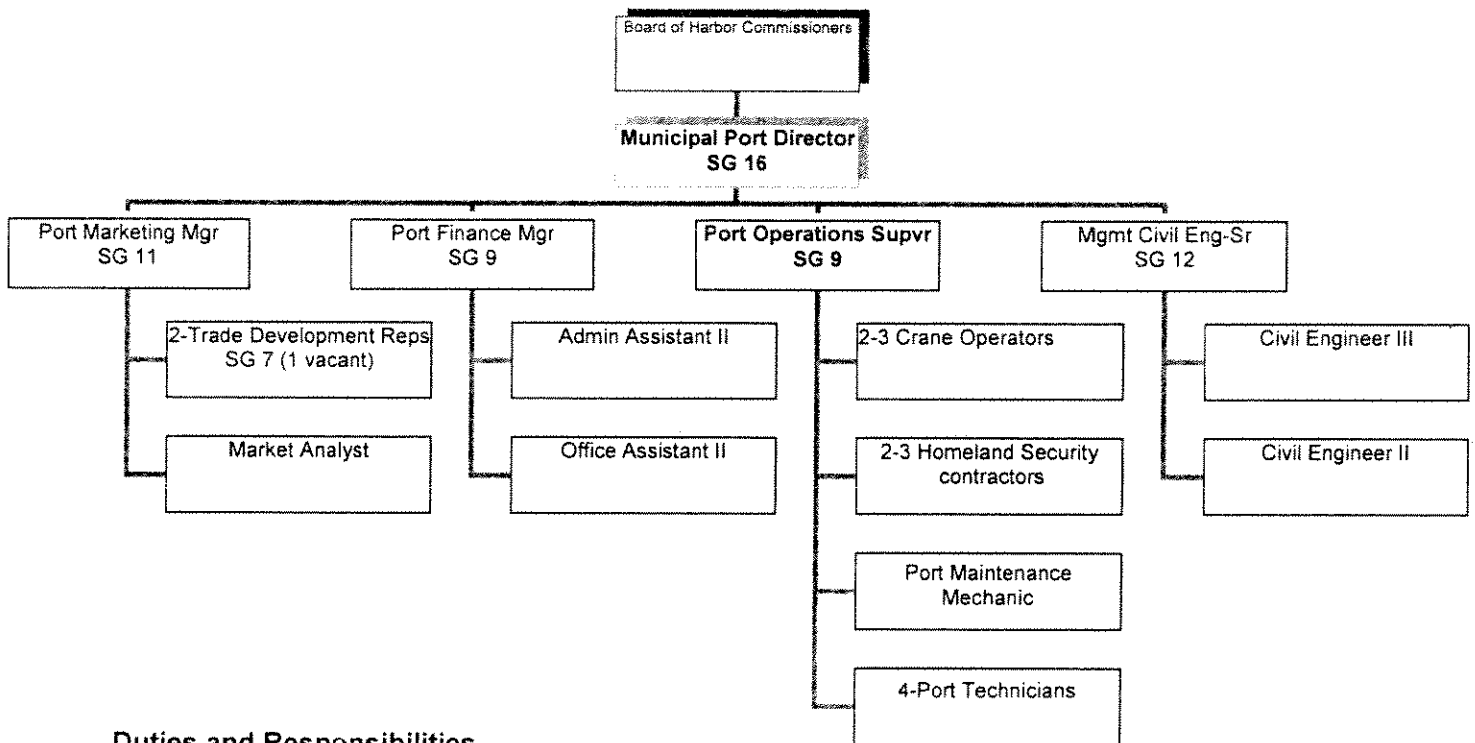 Board of Harbor Commissioners
Municipal Port Director
SG 16
Port Marketing Mgr
SG 11
Port Finance Mgr
SG 9
Port Operations Supvr
SG 9
Mgmt Civil Eng-Sr
SG 12
2-Trade Development Reps
SG 7 (1 vacant)
Admin Assistant II
2-3 Crane Operators
Civil Engineer III
Market Analyst
Office Assistant II
2-3 Homeland Security
contractors
Civil Engineer II
Port Maintenance
Mechanic
4-Port Technicians
Duties and Responsibilities